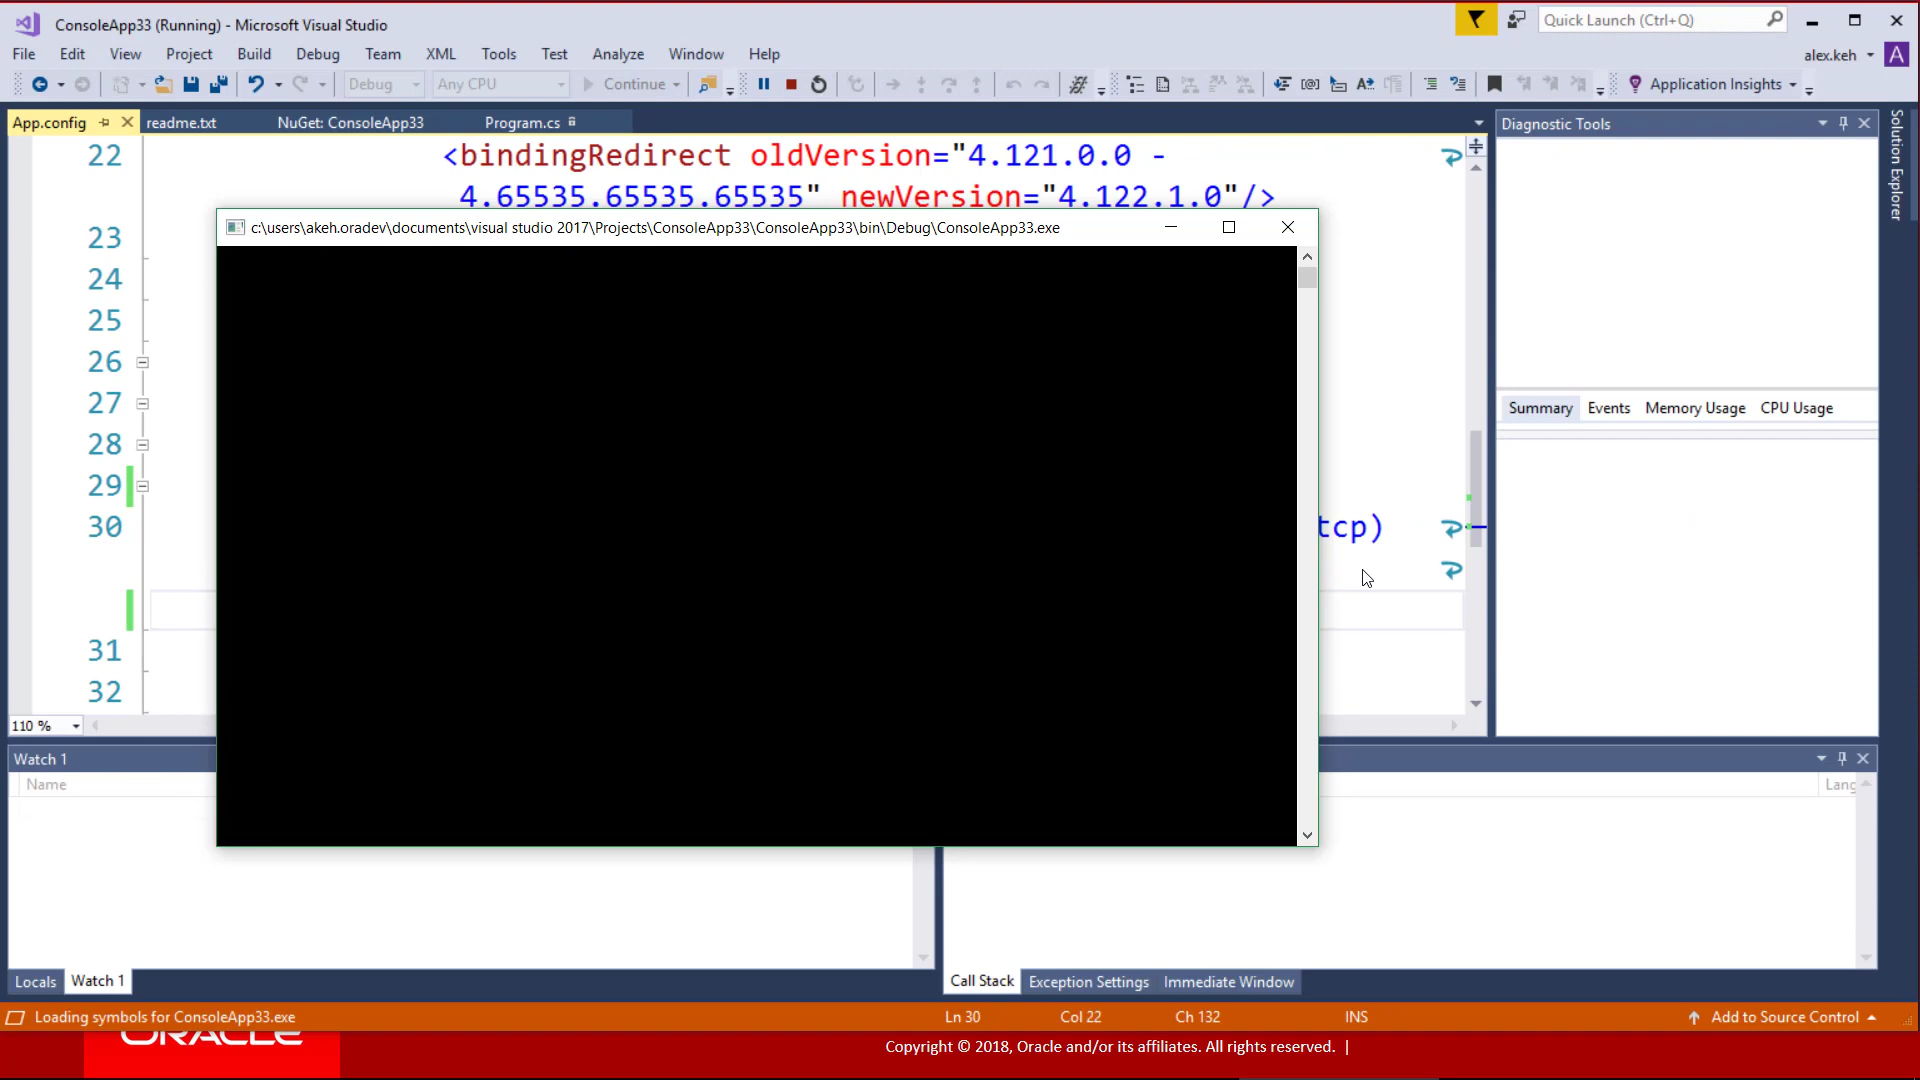 ConsoleApp33 (Running) - Microsoft Visual Studio
Quick Launch (Ctrl+Q)
File Edit View Project Build Debug Team XML Tools Test Analyze Window Help
alex.keh A
Debug Any CPU Continue Application Insights
App.config readme.txt NuGet: ConsoleApp33 Program.cs
Diagnostic Tools
Solution Explorer
22 <bindingRedirect oldVersion="4.121.0.0 -
4.65535.65535.65535" newVersion="4.122.1.0"/>
c:\users\akeh.oradev\documents\visual studio 2017\Projects\ConsoleApp33\ConsoleApp33\bin\Debug\ConsoleApp33.exe
23
24
25
26
27
28
29
30 tcp)
31
32
Summary Events Memory Usage CPU Usage
110 %
Watch 1
Name
Lang
Locals Watch 1
Call Stack Exception Settings Immediate Window
Loading symbols for ConsoleApp33.exe
Ln 30 Col 22 Ch 132 INS
Add to Source Control
ORACLE
Copyright © 2018, Oracle and/or its affiliates. All rights reserved. |